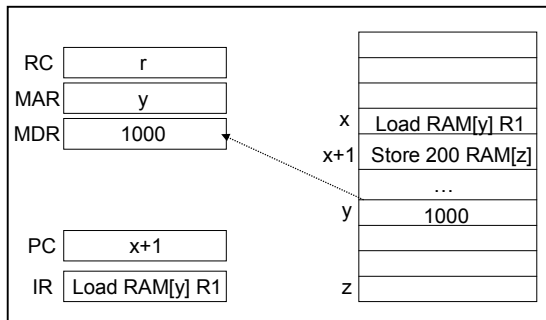 RC r
MAR y
MDR 1000
x Load RAM[y] R1
x+1 Store 200 RAM[z]
...
y 1000
PC x+1
IR Load RAM[y] R1
z